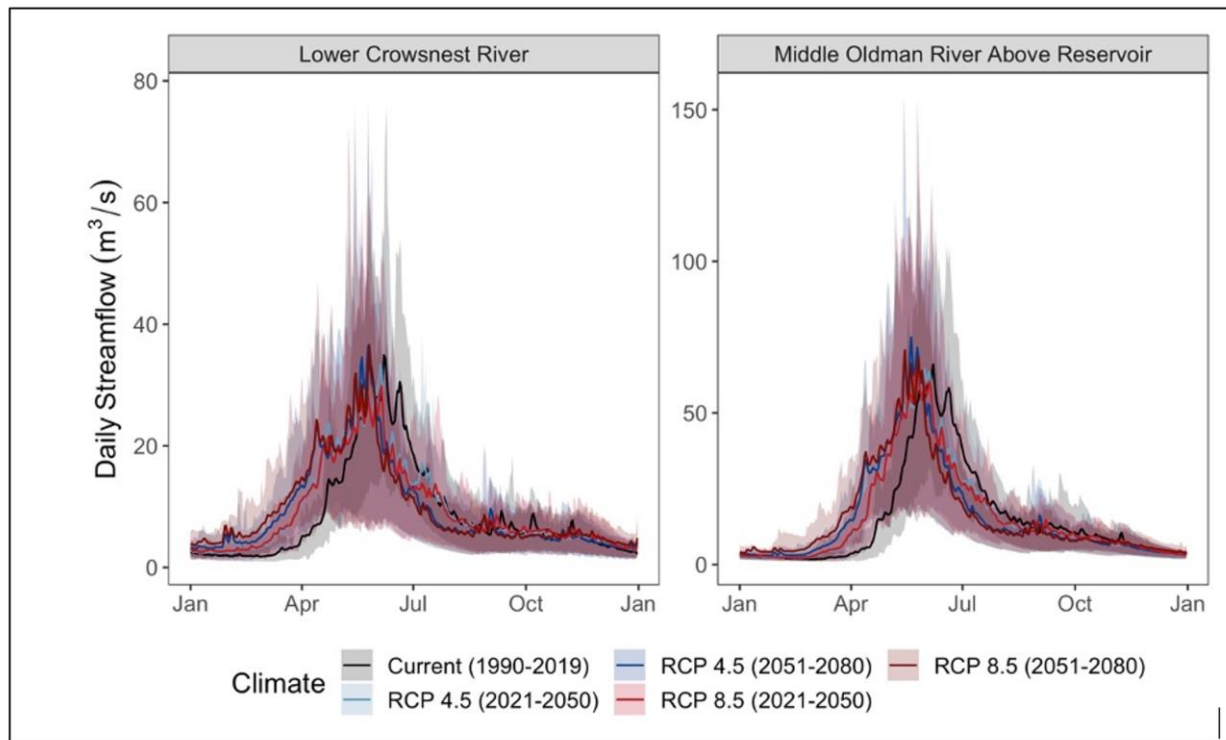 Lower Crowsnest River
Middle Oldman River Above Reservoir
Daily Streamflow (m³/s)
80
60
40
20
0
150
100
50
0
Jan Apr Jul Oct Jan
Jan Apr Jul Oct Jan
Climate
Current (1990-2019)
RCP 4.5 (2051-2080)
RCP 8.5 (2051-2080)
RCP 4.5 (2021-2050)
RCP 8.5 (2021-2050)